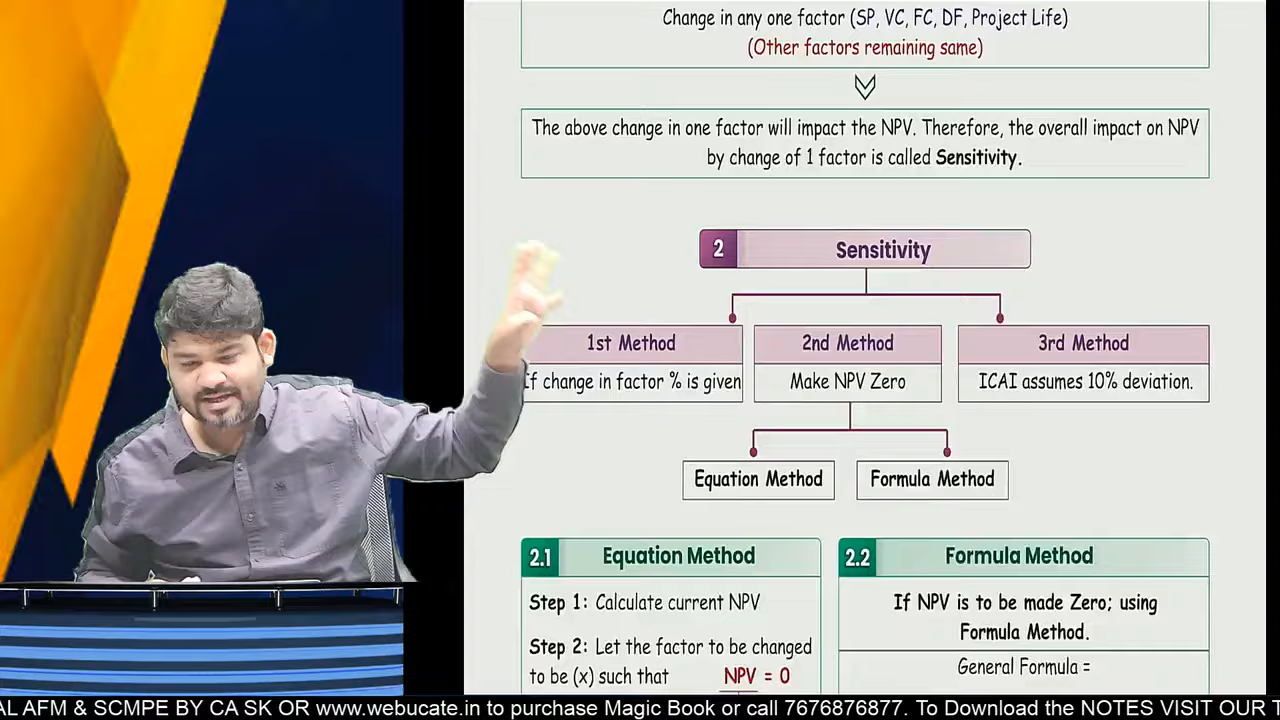 Change in any one factor (SP, VC, FC, DF, Project Life)
(Other factors remaining same)
The above change in one factor will impact the NPV. Therefore, the overall impact on NPV
by change of 1 factor is called Sensitivity.
2 Sensitivity
1st Method
If change in factor % is given
2nd Method
Make NPV Zero
3rd Method
ICAI assumes 10% deviation.
Equation Method
Formula Method
2.1 Equation Method
Step 1: Calculate current NPV
Step 2: Let the factor to be changed
to be (x) such that NPV = 0
2.2 Formula Method
If NPV is to be made Zero; using
Formula Method.
General Formula =
AL AFM & SCMPE BY CA SK OR www.webucate.in to purchase Magic Book or call 7676876877. To Download the NOTES VISIT OUR T